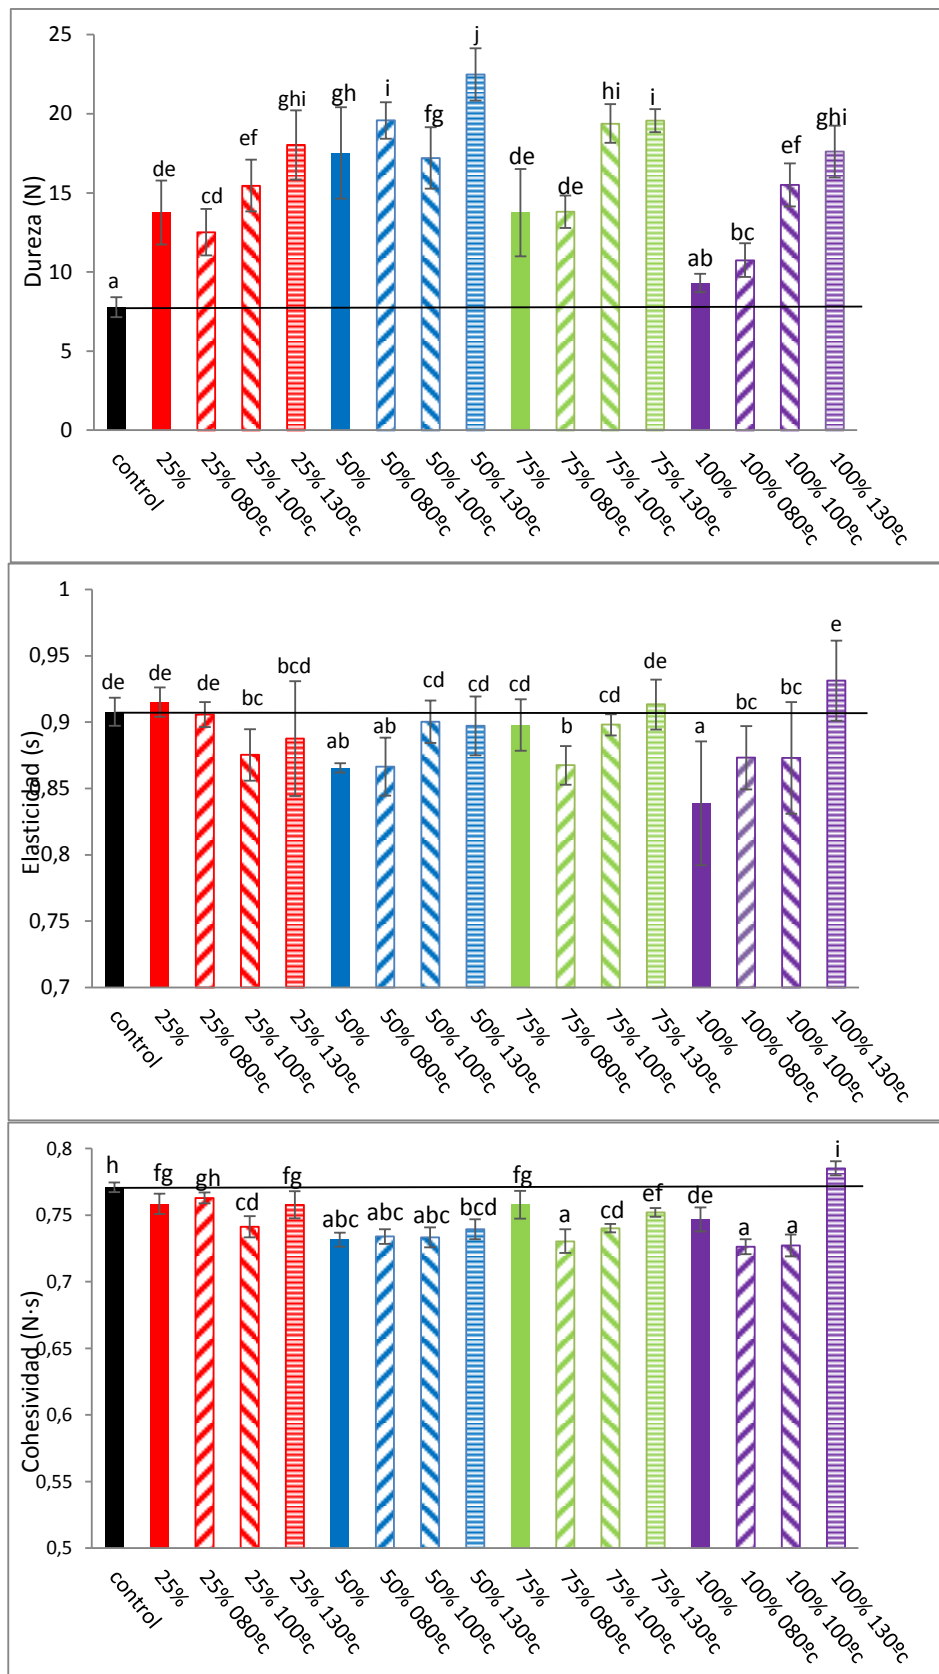 25
20
15
10
5
0
Dureza (N)
a
de
cd
ef
ghi
gh
i
fg
j
de
de
hi
i
ab
bc
ef
ghi
control
25%
25% 080ºc
25% 100ºc
25% 130ºc
50%
50% 080ºc
50% 100ºc
50% 130ºc
75%
75% 080ºc
75% 100ºc
75% 130ºc
100%
100% 080ºc
100% 100ºc
100% 130ºc
1
0,95
0,9
0,85
0,8
0,75
0,7
Elasticidad (s)
de
de
de
bc
bcd
ab
ab
cd
cd
cd
b
cd
de
a
bc
bc
e
control
25%
25% 080ºc
25% 100ºc
25% 130ºc
50%
50% 080ºc
50% 100ºc
50% 130ºc
75%
75% 080ºc
75% 100ºc
75% 130ºc
100%
100% 080ºc
100% 100ºc
100% 130ºc
0,8
0,75
0,7
0,65
0,6
0,55
0,5
Cohesividad (N·s)
h
fg
gh
cd
fg
abc
abc
abc
bcd
fg
a
cd
ef
de
a
a
i
control
25%
25% 080ºc
25% 100ºc
25% 130ºc
50%
50% 080ºc
50% 100ºc
50% 130ºc
75%
75% 080ºc
75% 100ºc
75% 130ºc
100%
100% 080ºc
100% 100ºc
100% 130ºc